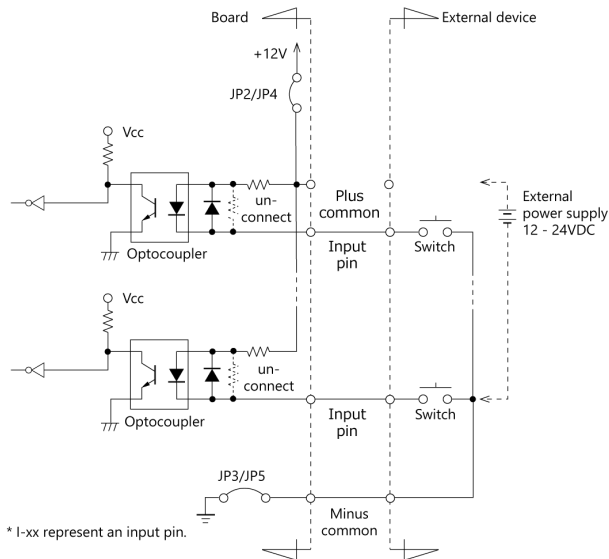 Board
External device
+12V
JP2/JP4
Vcc
un-
connect
Plus
common
External
power supply
12 - 24VDC
Optocoupler
Input
pin
Switch
Vcc
un-
connect
Optocoupler
Input
pin
Switch
JP3/JP5
Minus
common
* I-xx represent an input pin.